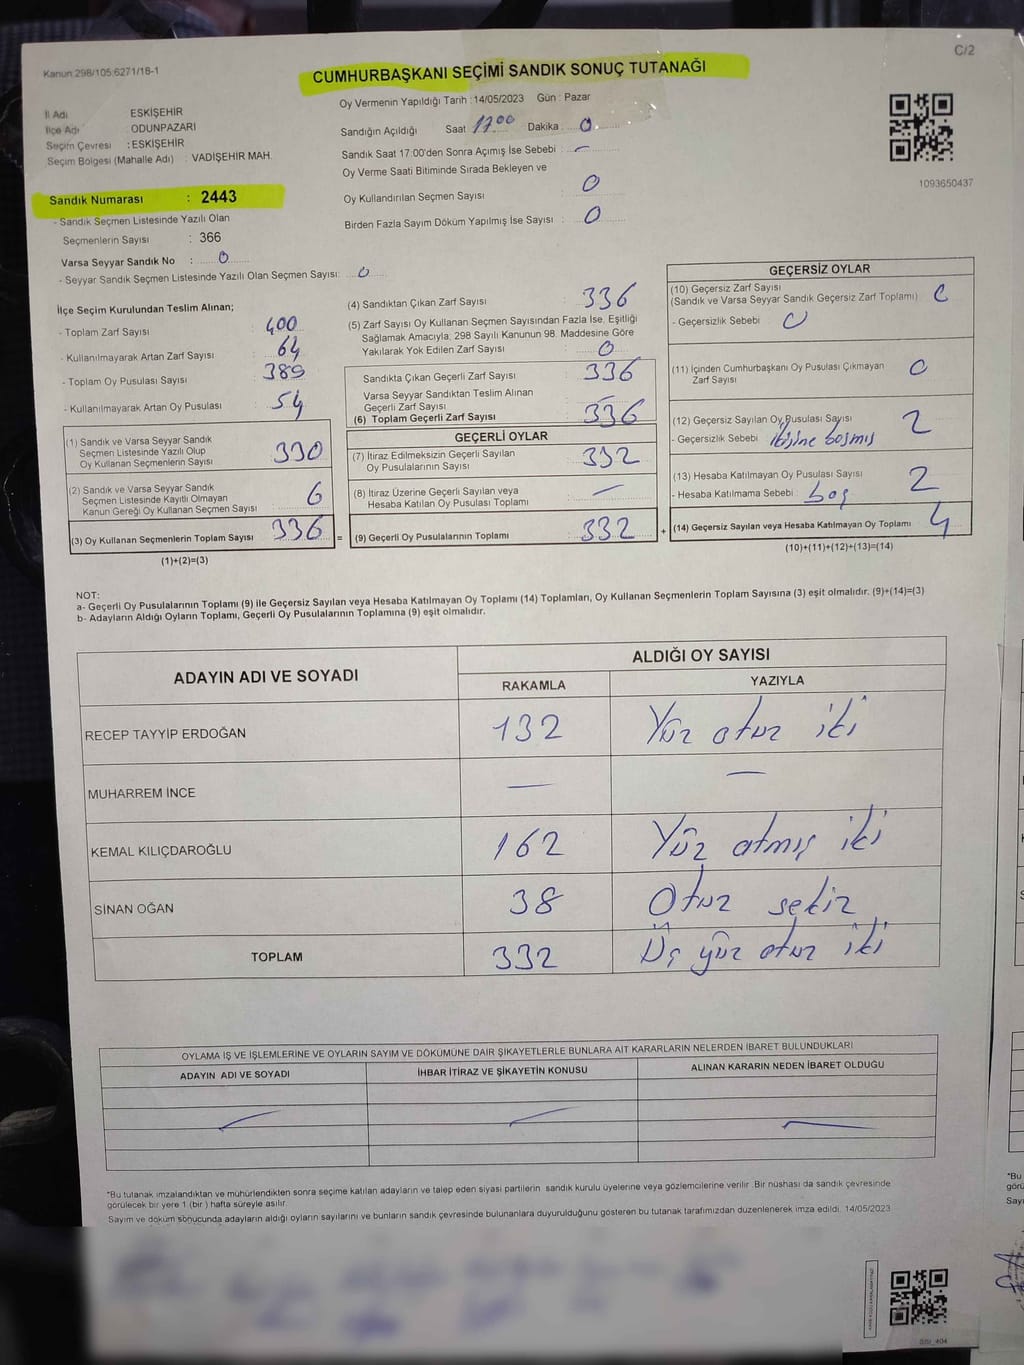 C/2
Kanun:298/105:6271/18-1
CUMHURBAŞKANI SEÇİMİ SANDIK SONUÇ TUTANAĞI
İl Adı ESKİŞEHİR
İlçe Adı : ODUNPAZARI
Seçim Çevresi : ESKİŞEHİR
Seçim Bölgesi (Mahalle Adı) : VADİŞEHİR MAH.
Sandık Numarası : 2443
- Sandık Seçmen Listesinde Yazılı Olan
Seçmenlerin Sayısı : 366
Varsa Seyyar Sandık No : 0
- Seyyar Sandık Seçmen Listesinde Yazılı Olan Seçmen Sayısı: 0
Oy Vermenin Yapıldığı Tarih : 14/05/2023 Gün : Pazar
Sandığın Açıldığı Saat 17 00 Dakika 0
Sandık Saat 17:00'den Sonra Açımış İse Sebebi : –
Oy Verme Saati Bitiminde Sırada Bekleyen ve
Oy Kullandırılan Seçmen Sayısı 0
Birden Fazla Sayım Döküm Yapılmış İse Sayısı : 0
1093650437
İlçe Seçim Kurulundan Teslim Alınan;
- Toplam Zarf Sayısı : 400
- Kullanılmayarak Artan Zarf Sayısı : 64
- Toplam Oy Pusulası Sayısı : 389
- Kullanılmayarak Artan Oy Pusulası : 54
(1) Sandık ve Varsa Seyyar Sandık
Seçmen Listesinde Yazılı Olup
Oy Kullanan Seçmenlerin Sayısı 330
(2) Sandık ve Varsa Seyyar Sandık
Seçmen Listesinde Kayıtlı Olmayan
Kanun Gereği Oy Kullanan Seçmen Sayısı 6
(3) Oy Kullanan Seçmenlerin Toplam Sayısı 336
(1)+(2)=(3)
=
(4) Sandıktan Çıkan Zarf Sayısı : 336
(5) Zarf Sayısı Oy Kullanan Seçmen Sayısından Fazla İse, Eşitliği
Sağlamak Amacıyla, 298 Sayılı Kanunun 98. Maddesine Göre
Yakılarak Yok Edilen Zarf Sayısı : 0
Sandıkta Çıkan Geçerli Zarf Sayısı : 336
Varsa Seyyar Sandıktan Teslim Alınan
Geçerli Zarf Sayısı : –
(6) Toplam Geçerli Zarf Sayısı : 336
GEÇERLİ OYLAR
(7) İtiraz Edilmeksizin Geçerli Sayılan
Oy Pusulalarının Sayısı : 332
(8) İtiraz Üzerine Geçerli Sayılan veya
Hesaba Katılan Oy Pusulası Toplamı : –
(9) Geçerli Oy Pusulalarının Toplamı : 332
+
GEÇERSİZ OYLAR
(10) Geçersiz Zarf Sayısı
(Sandık ve Varsa Seyyar Sandık Geçersiz Zarf Toplamı) : 0
- Geçersizlik Sebebi : 0
(11) İçinden Cumhurbaşkanı Oy Pusulası Çıkmayan
Zarf Sayısı 0
(12) Geçersiz Sayılan Oy Pusulası Sayısı 2
- Geçersizlik Sebebi ikisine basmış
(13) Hesaba Katılmayan Oy Pusulası Sayısı 2
- Hesaba Katılmama Sebebi : boş
(14) Geçersiz Sayılan veya Hesaba Katılmayan Oy Toplamı 4
(10)+(11)+(12)+(13)=(14)
NOT:
a- Geçerli Oy Pusulalarının Toplamı (9) ile Geçersiz Sayılan veya Hesaba Katılmayan Oy Toplamı (14) Toplamları, Oy Kullanan Seçmenlerin Toplam Sayısına (3) eşit olmalıdır. (9)+(14)=(3)
b- Adayların Aldığı Oyların Toplamı, Geçerli Oy Pusulalarının Toplamına (9) eşit olmalıdır.
ADAYIN ADI VE SOYADI
ALDIĞI OY SAYISI
RAKAMLA YAZIYLA
RECEP TAYYİP ERDOĞAN 132 Yüz otuz iki
MUHARREM İNCE — —
KEMAL KILIÇDAROĞLU 162 Yüz atmış iki
SİNAN OĞAN 38 Otuz sekiz
TOPLAM 332 Üç yüz otuz iki
OYLAMA İŞ VE İŞLEMLERİNE VE OYLARIN SAYIM VE DÖKÜMÜNE DAİR ŞİKAYETLERLE BUNLARA AİT KARARLARIN NELERDEN İBARET BULUNDUKLARI
ADAYIN ADI VE SOYADI İHBAR İTİRAZ VE ŞİKAYETİN KONUSU ALINAN KARARIN NEDEN İBARET OLDUĞU
*Bu tutanak imzalandıktan ve mühürlendikten sonra seçime katılan adayların ve talep eden siyasi partilerin sandık kurulu üyelerine veya gözlemcilerine verilir .Bir nüshası da sandık çevresinde
görülecek bir yere 1 (bir ) hafta süreyle asılır.
Sayım ve döküm sonucunda adayların aldığı oyların sayılarını ve bunların sandık çevresinde bulunanlara duyurulduğunu gösteren bu tutanak tarafımızdan düzenlenerek imza edildi. 14/05/2023
*Bu
görü
Sayı